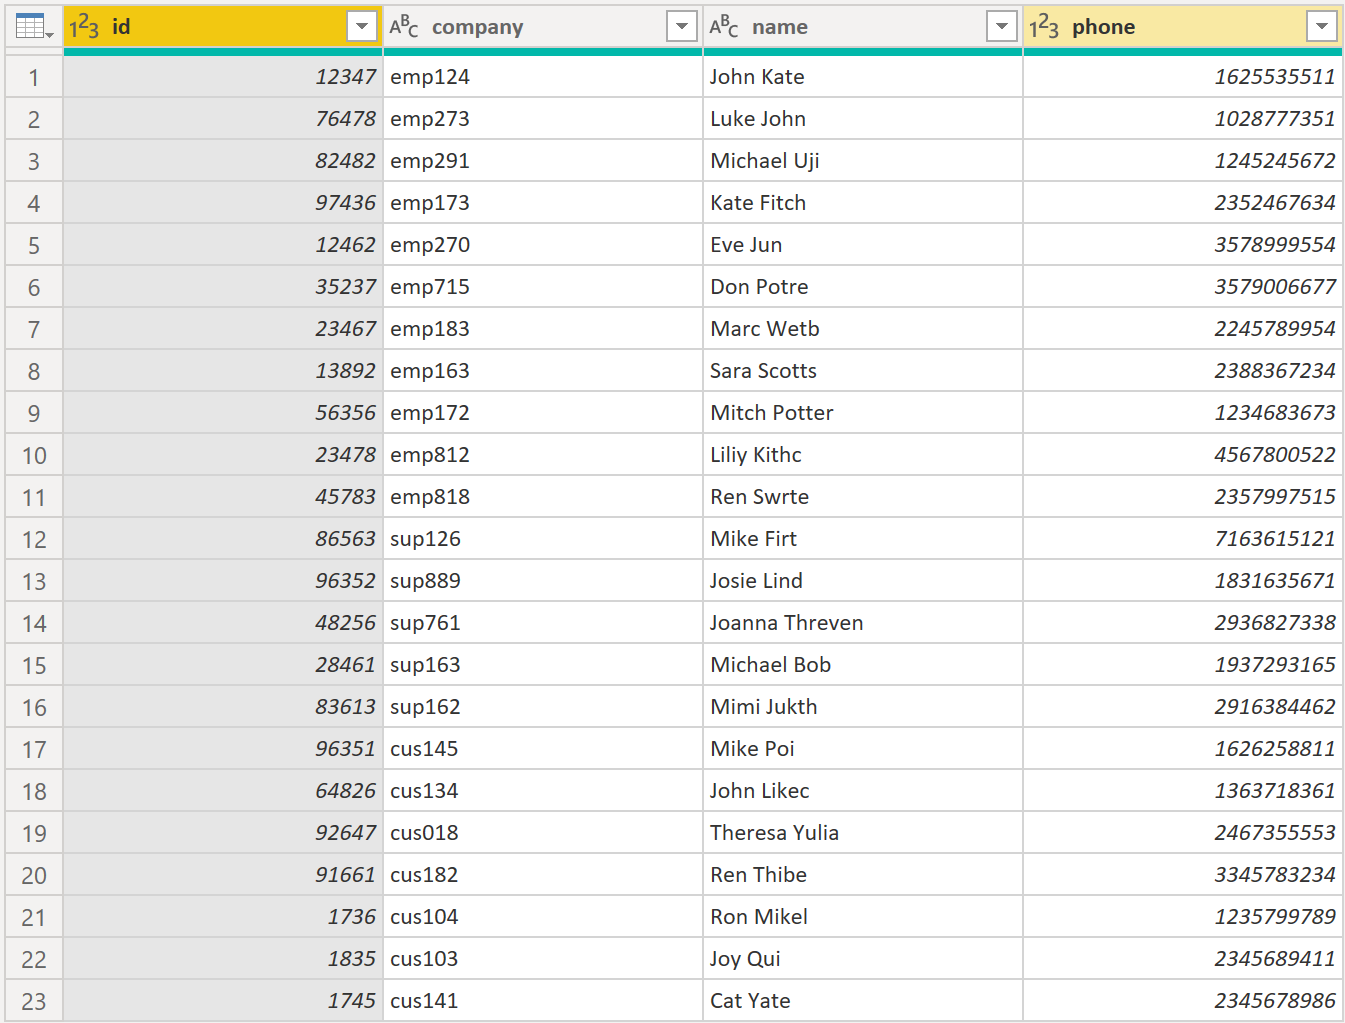 123 id ABC company ABC name 123 phone
1 12347 emp124 John Kate 1625535511
2 76478 emp273 Luke John 1028777351
3 82482 emp291 Michael Uji 1245245672
4 97436 emp173 Kate Fitch 2352467634
5 12462 emp270 Eve Jun 3578999554
6 35237 emp715 Don Potre 3579006677
7 23467 emp183 Marc Wetb 2245789954
8 13892 emp163 Sara Scotts 2388367234
9 56356 emp172 Mitch Potter 1234683673
10 23478 emp812 Liliy Kithc 4567800522
11 45783 emp818 Ren Swrte 2357997515
12 86563 sup126 Mike Firt 7163615121
13 96352 sup889 Josie Lind 1831635671
14 48256 sup761 Joanna Threven 2936827338
15 28461 sup163 Michael Bob 1937293165
16 83613 sup162 Mimi Jukth 2916384462
17 96351 cus145 Mike Poi 1626258811
18 64826 cus134 John Likec 1363718361
19 92647 cus018 Theresa Yulia 2467355553
20 91661 cus182 Ren Thibe 3345783234
21 1736 cus104 Ron Mikel 1235799789
22 1835 cus103 Joy Qui 2345689411
23 1745 cus141 Cat Yate 2345678986